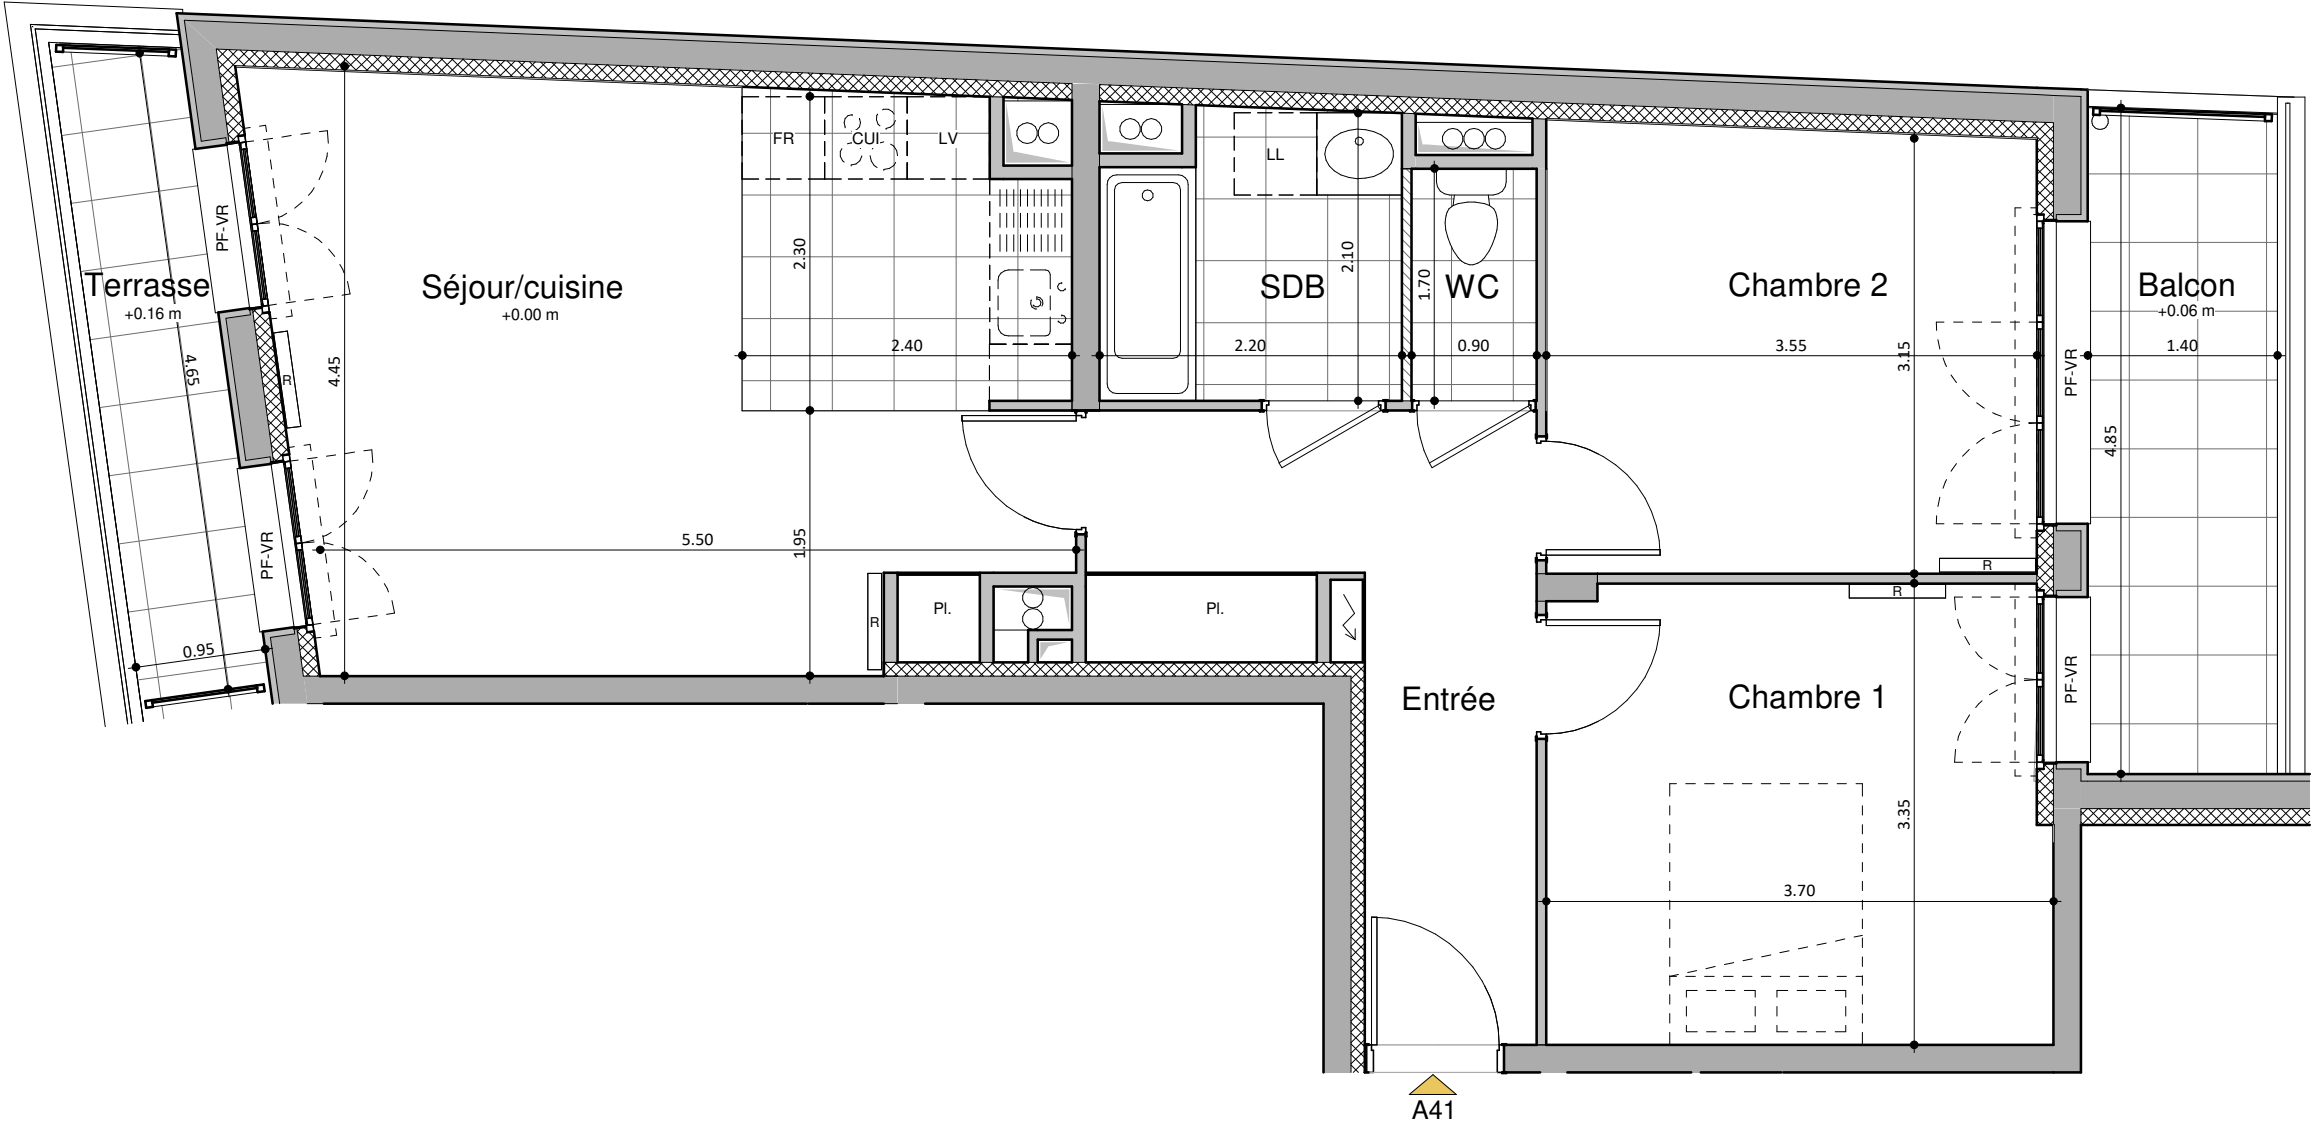 FR
CUI
LV
LL
PF-VR
Terrasse
+0.16 m
4.65
0.95
PF-VR
R
Séjour/cuisine
+0.00 m
4.45
2.30
2.40
5.50
1.95
R
Pl.
Pl.
SDB
2.10
2.20
WC
1.70
0.90
Chambre 2
3.55
3.15
R
R
PF-VR
Balcon
+0.06 m
1.40
4.85
PF-VR
Entrée
Chambre 1
3.35
3.70
A41